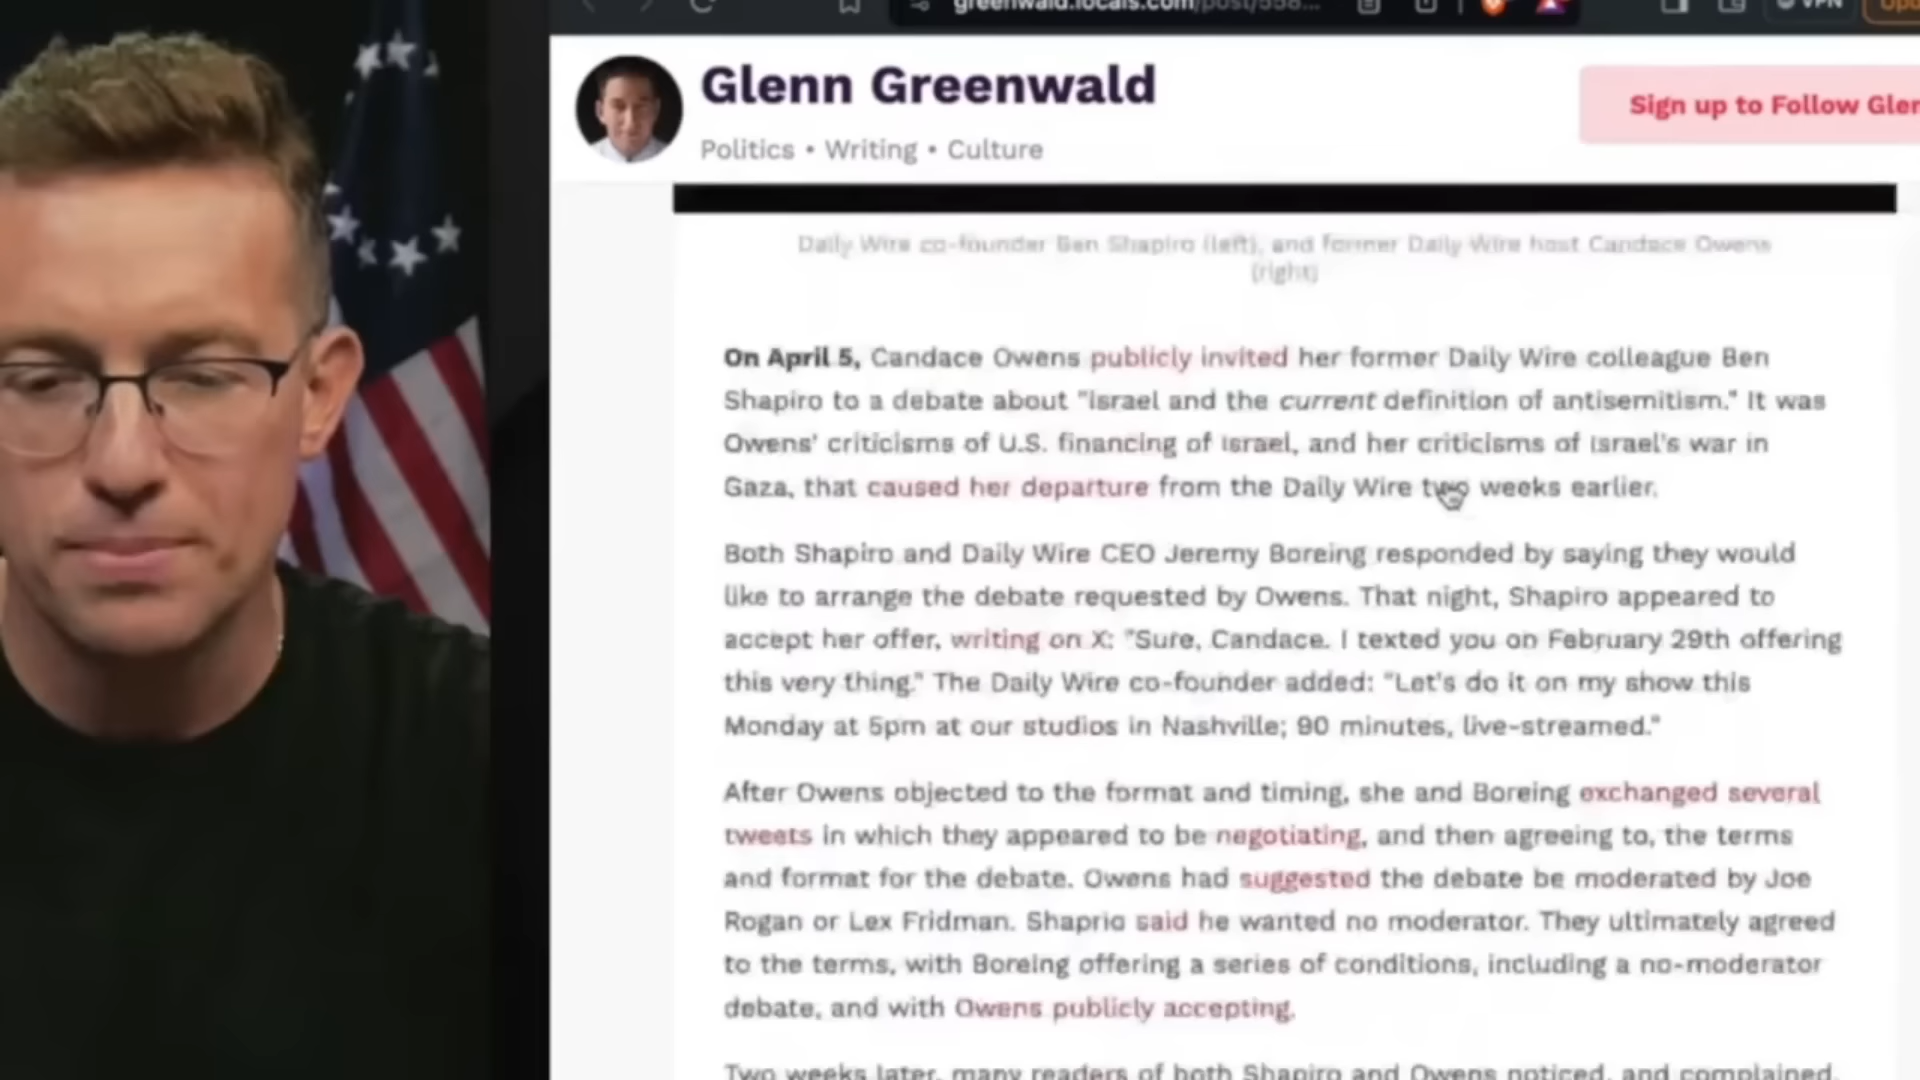 greenwald.locals.com/post/558...
VPN
Glenn Greenwald
Sign up to Follow Gler
Politics • Writing • Culture
Daily Wire co-founder Ben Shapiro (left), and former Daily Wire host Candace Owens
(right)
On April 5, Candace Owens publicly invited her former Daily Wire colleague Ben
Shapiro to a debate about "Israel and the current definition of antisemitism." It was
Owens' criticisms of U.S. financing of Israel, and her criticisms of Israel's war in
Gaza, that caused her departure from the Daily Wire two weeks earlier.
Both Shapiro and Daily Wire CEO Jeremy Boreing responded by saying they would
like to arrange the debate requested by Owens. That night, Shapiro appeared to
accept her offer, writing on X: "Sure, Candace. I texted you on February 29th offering
this very thing." The Daily Wire co-founder added: "Let's do it on my show this
Monday at 5pm at our studios in Nashville; 90 minutes, live-streamed."
After Owens objected to the format and timing, she and Boreing exchanged several
tweets in which they appeared to be negotiating, and then agreeing to, the terms
and format for the debate. Owens had suggested the debate be moderated by Joe
Rogan or Lex Fridman. Shaprio said he wanted no moderator. They ultimately agreed
to the terms, with Boreing offering a series of conditions, including a no-moderator
debate, and with Owens publicly accepting.
Two weeks later, many readers of both Shapiro and Owens noticed, and complained,